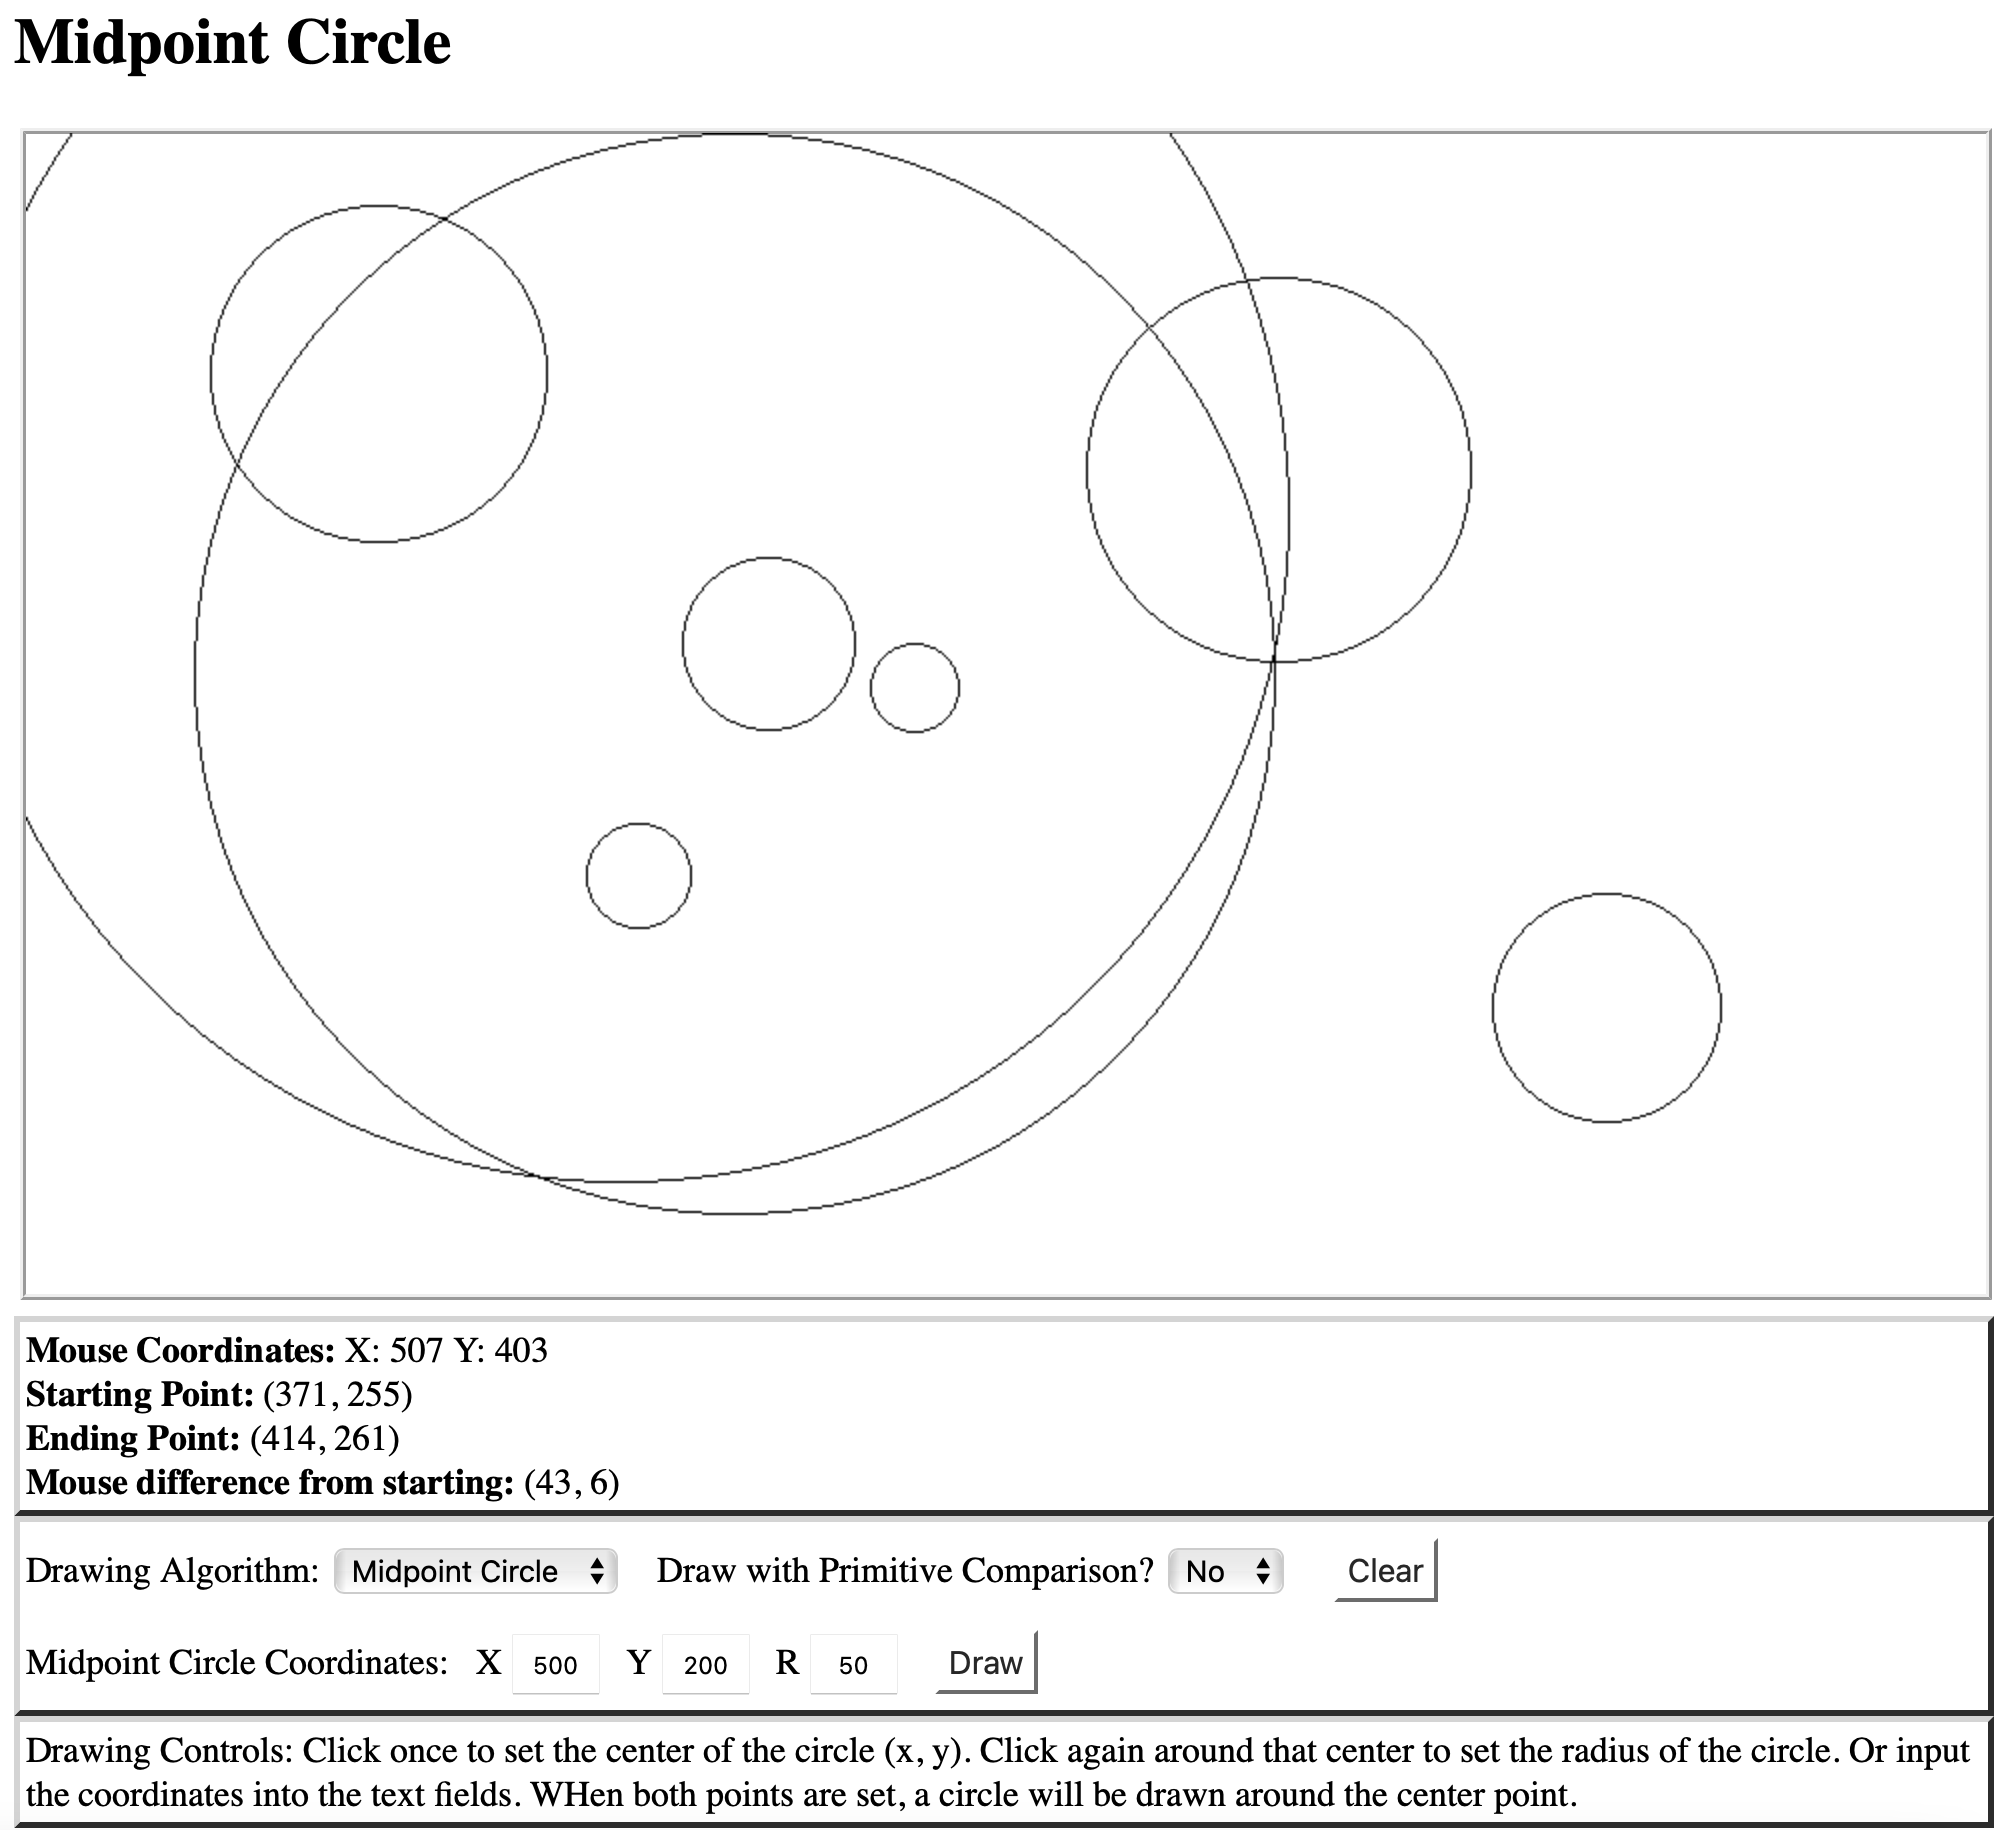 Midpoint Circle
Mouse Coordinates: X: 507 Y: 403
Starting Point: (371, 255)
Ending Point: (414, 261)
Mouse difference from starting: (43, 6)
Drawing Algorithm: Midpoint Circle Draw with Primitive Comparison? No Clear
Midpoint Circle Coordinates: X 500 Y 200 R 50 Draw
Drawing Controls: Click once to set the center of the circle (x, y). Click again around that center to set the radius of the circle. Or input
the coordinates into the text fields. WHen both points are set, a circle will be drawn around the center point.